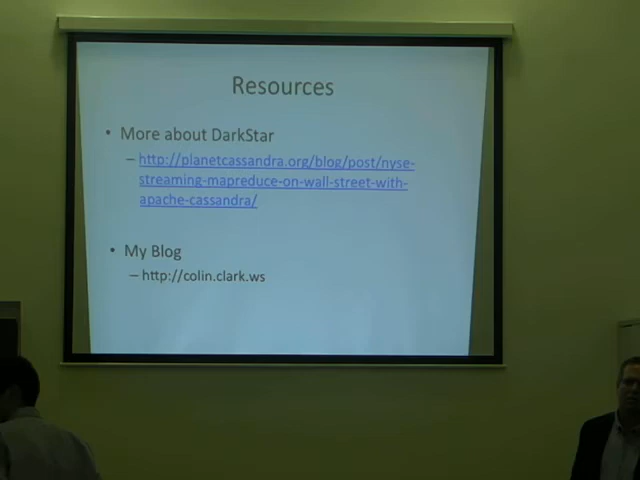 Resources
• More about DarkStar
– http://planetcassandra.org/blog/post/nyse-
streaming-mapreduce-on-wall-street-with-
apache-cassandra/
• My Blog
– http://colin.clark.ws